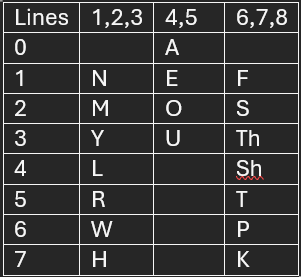 Lines 1,2,3 4,5 6,7,8
0 A
1 N E F
2 M O S
3 Y U Th
4 L Sh
5 R T
6 W P
7 H K